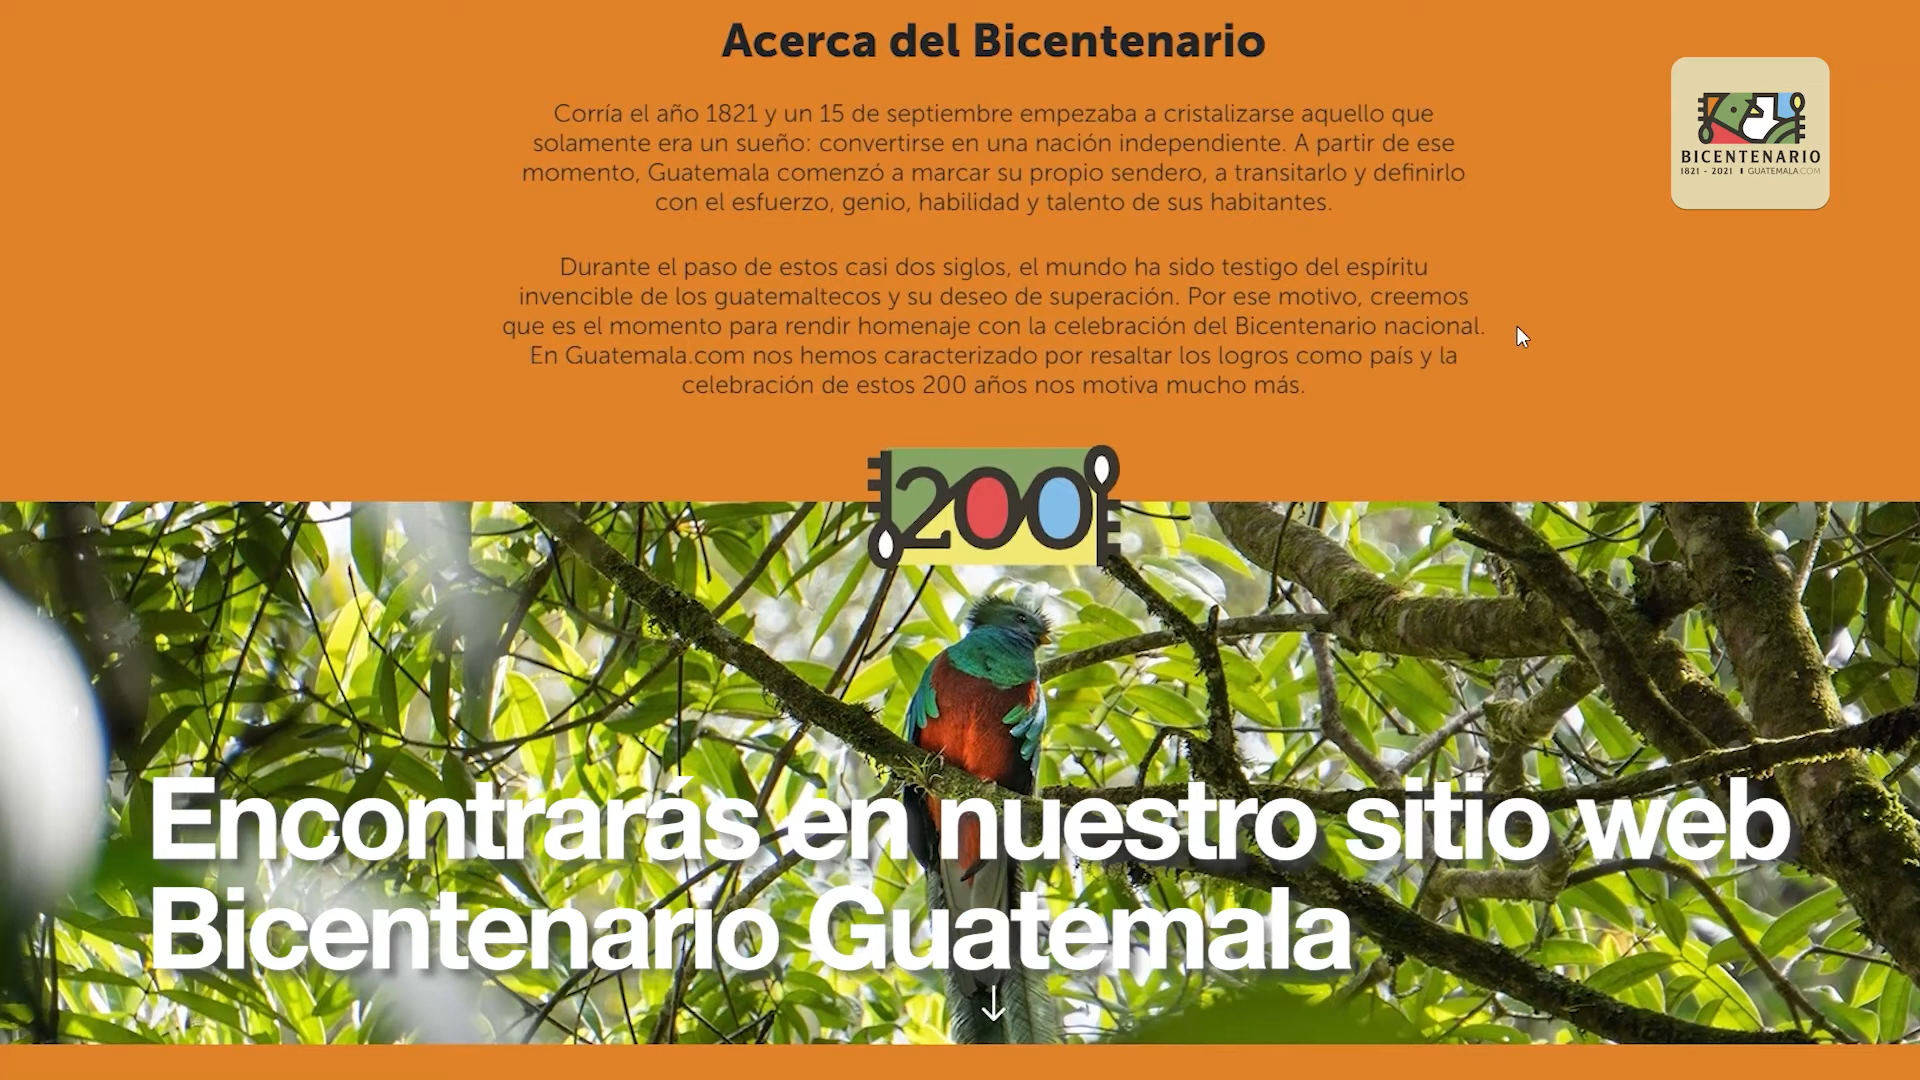 Acerca del Bicentenario
Corría el año 1821 y un 15 de septiembre empezaba a cristalizarse aquello que
solamente era un sueño: convertirse en una nación independiente. A partir de ese
momento, Guatemala comenzó a marcar su propio sendero, a transitarlo y definirlo
con el esfuerzo, genio, habilidad y talento de sus habitantes.
BICENTENARIO
1821 - 2021 | GUATEMALA.COM
Durante el paso de estos casi dos siglos, el mundo ha sido testigo del espíritu
invencible de los guatemaltecos y su deseo de superación. Por ese motivo, creemos
que es el momento para rendir homenaje con la celebración del Bicentenario nacional.
En Guatemala.com nos hemos caracterizado por resaltar los logros como país y la
celebración de estos 200 años nos motiva mucho más.
200
Encontrarás en nuestro sitio web
Bicentenario Guatemala